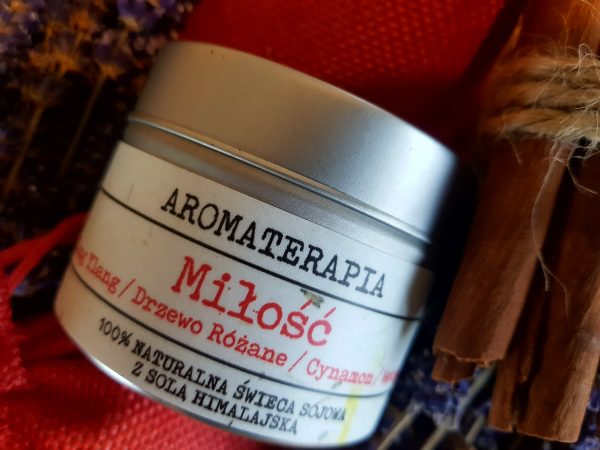 AROMATERAPIA
Miłość
Ylang / Drzewo Różane / Cynamon /
100% NATURALNA ŚWIECA SOJOWA
Z SOLĄ HIMALAJSKĄ